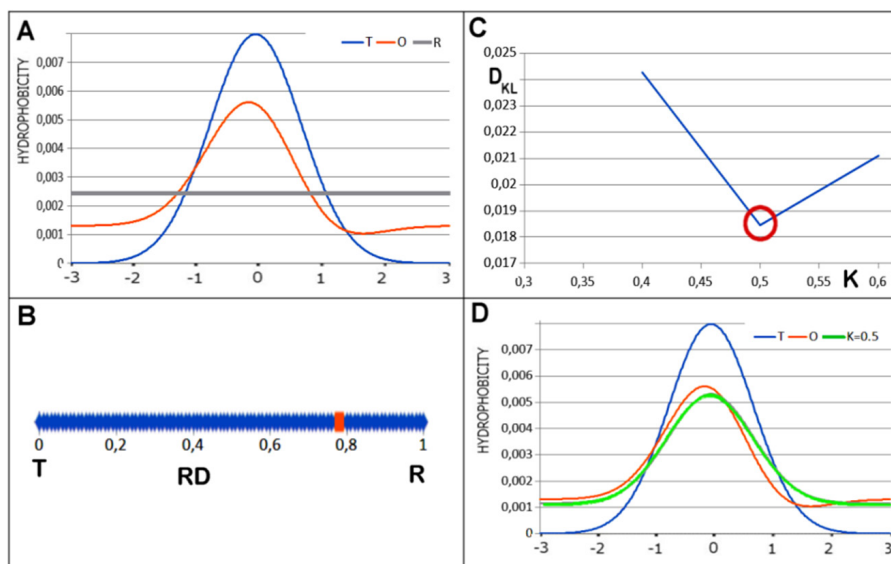 A
T O R
HYDROPHOBICITY
0,007
0,006
0,005
0,004
0,003
0,002
0,001
0
-3 -2 -1 0 1 2 3
B
0 0,2 0,4 0,6 0,8 1
T RD R
C
D_KL
0,025
0,023
0,022
0,021
0,02
0,019
0,018
0,017
0,3 0,35 0,4 0,45 0,5 0,55 K 0,6
D
T O K=0.5
HYDROPHOBICITY
0,007
0,006
0,005
0,004
0,003
0,002
0,001
0
-3 -2 -1 0 1 2 3